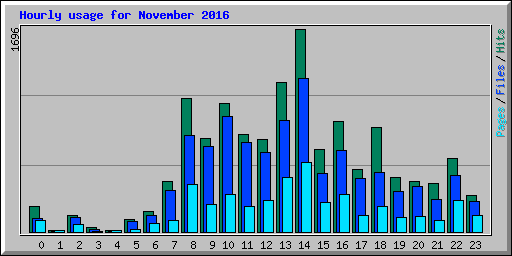 Hourly usage for November 2016
1696
Pages/Files/Hits
0 1 2 3 4 5 6 7 8 9 10 11 12 13 14 15 16 17 18 19 20 21 22 23